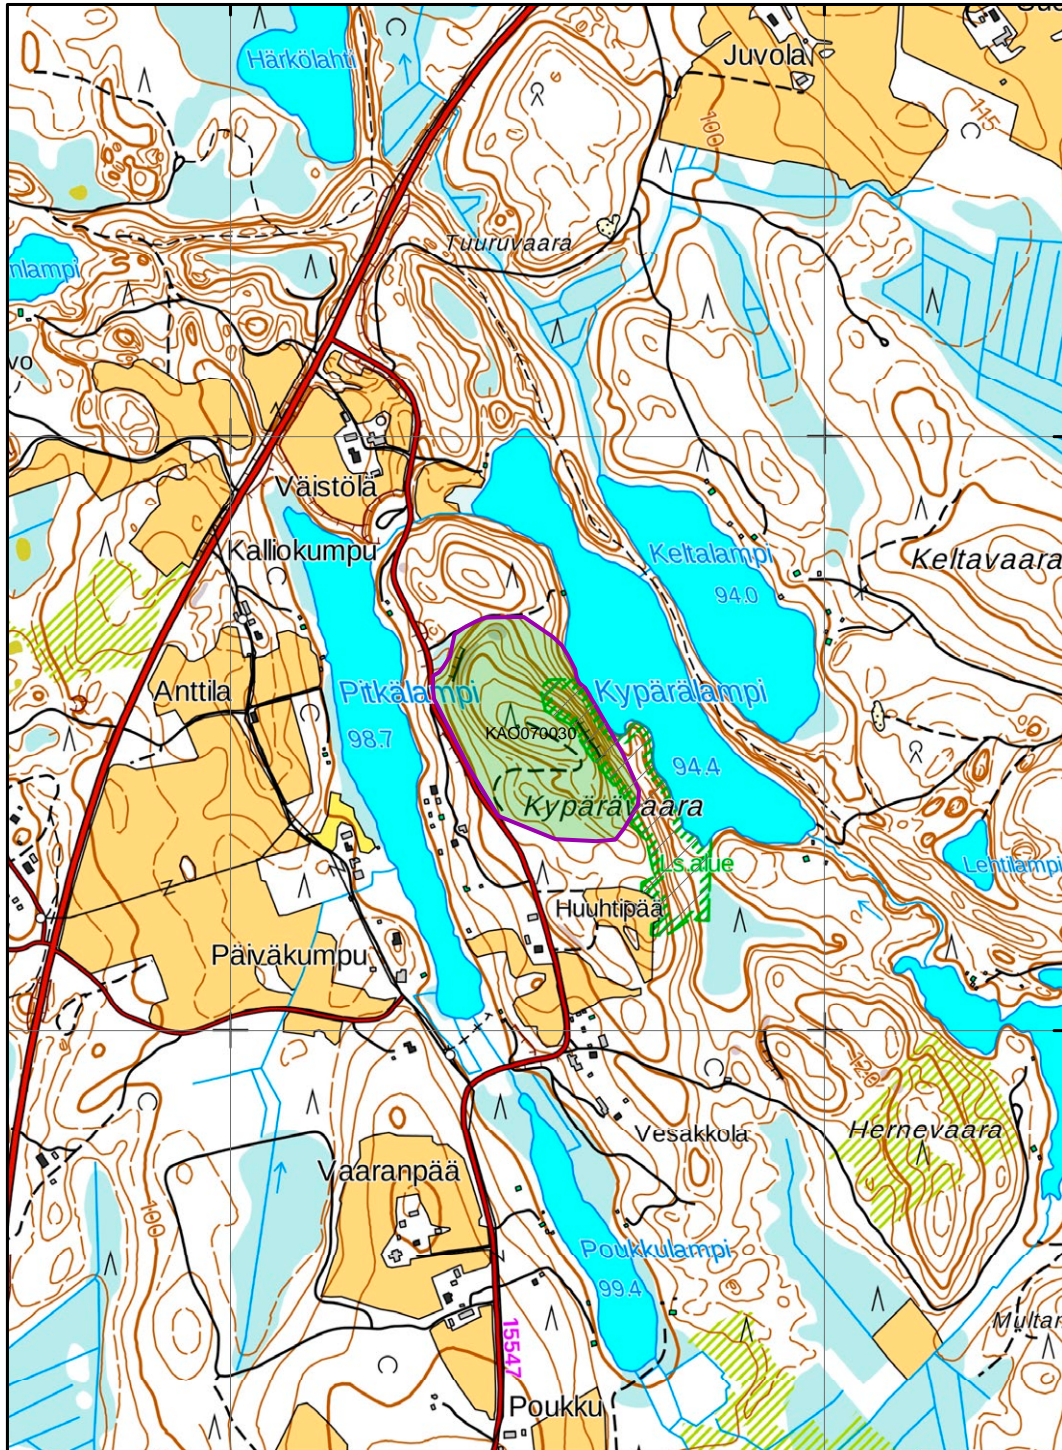 Härkölahti
Juvola
100
115
Tuuruvaara
nlampi
vo
Väistölä
Kalliokumpu
Keltalampi
94.0
Keltavaara
Anttila
Pitkälampi
98.7
Kypärälampi
94.4
KAO070030
Kypärävaara
Ls.alue
Lehtilampi
Huuhtipää
Päiväkumpu
120
Vesakkola
Hernevaara
Vaaranpää
100
Poukkulampi
99.4
15547
Multar
Poukku